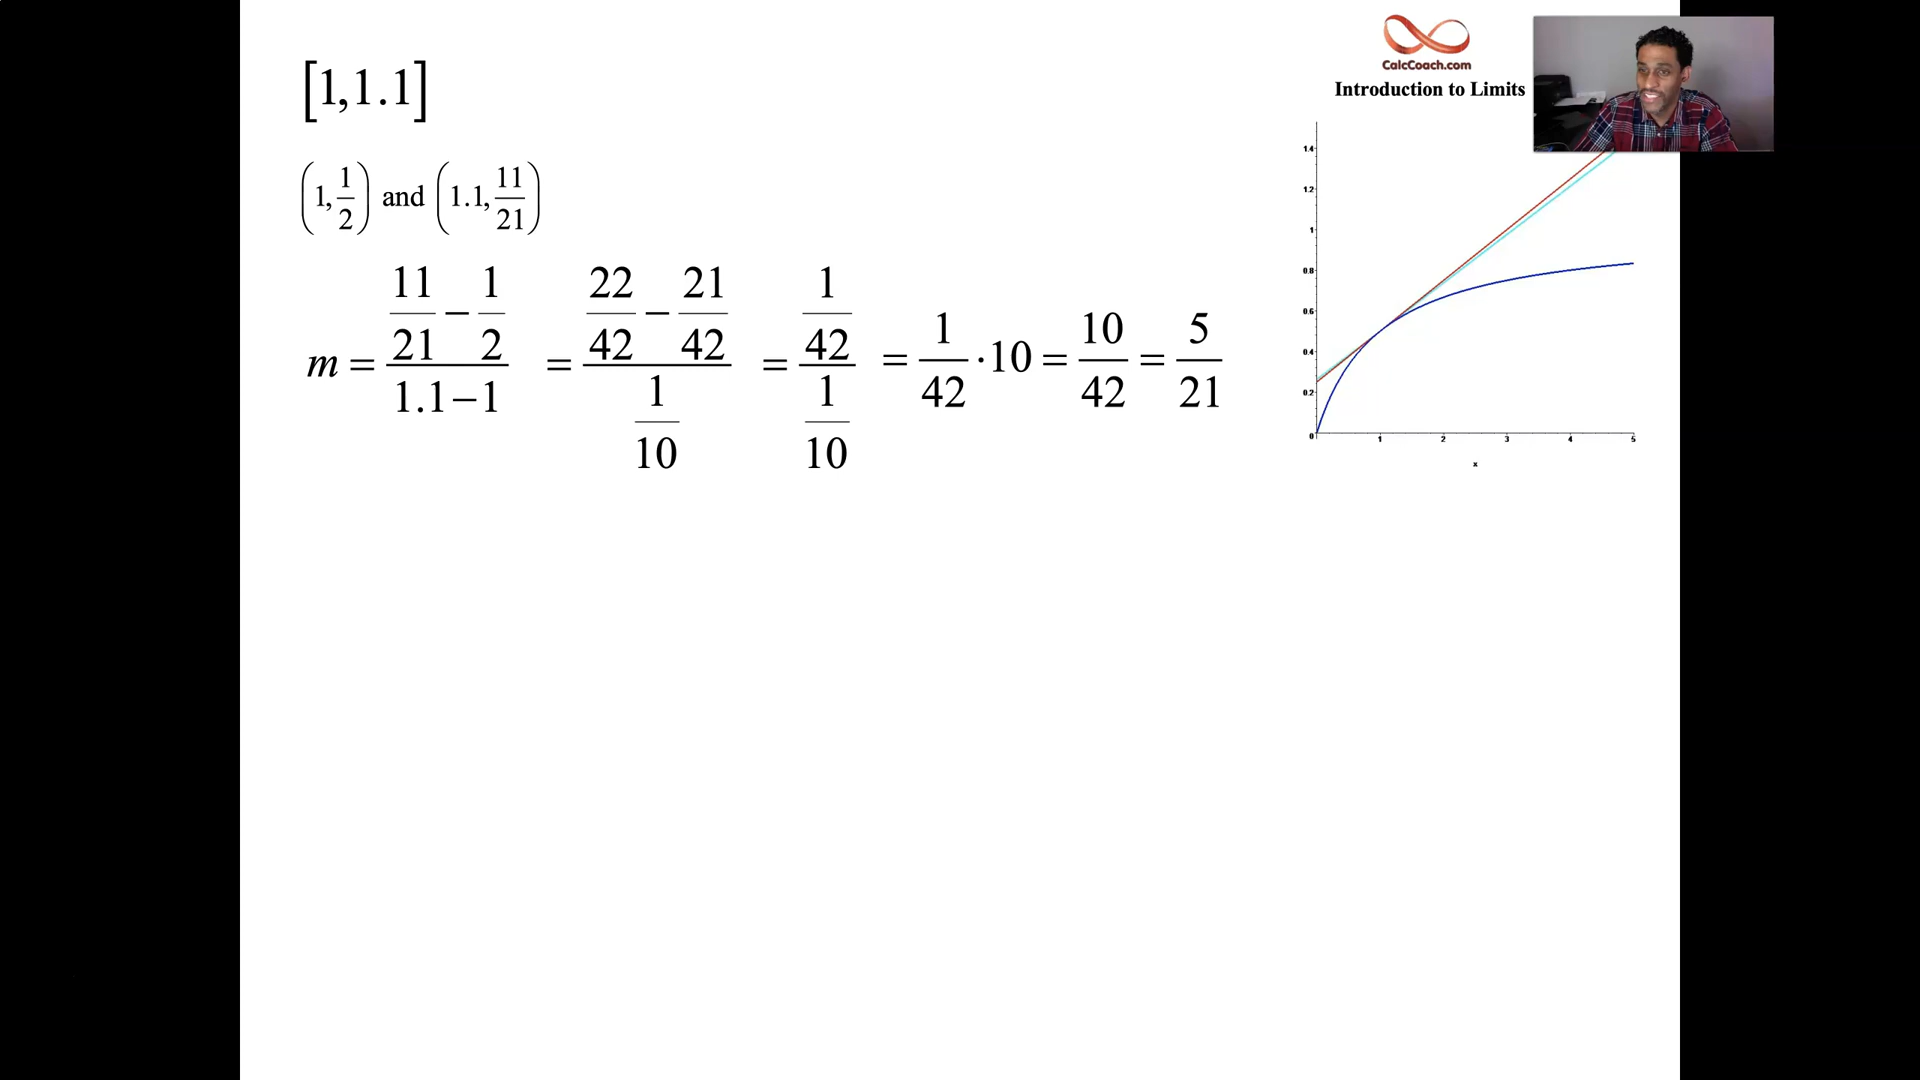 [1,1.1]
CalcCoach.com
Introduction to Limits
(1, 1/2) and (1.1, 11/21)
m = (11/21 − 1/2)/(1.1−1) = (22/42 − 21/42)/(1/10) = (1/42)/(1/10) = 1/42 · 10 = 10/42 = 5/21
1.4
1.2
1
0.8
0.6
0.4
0.2
0 1 2 3 4 5
x